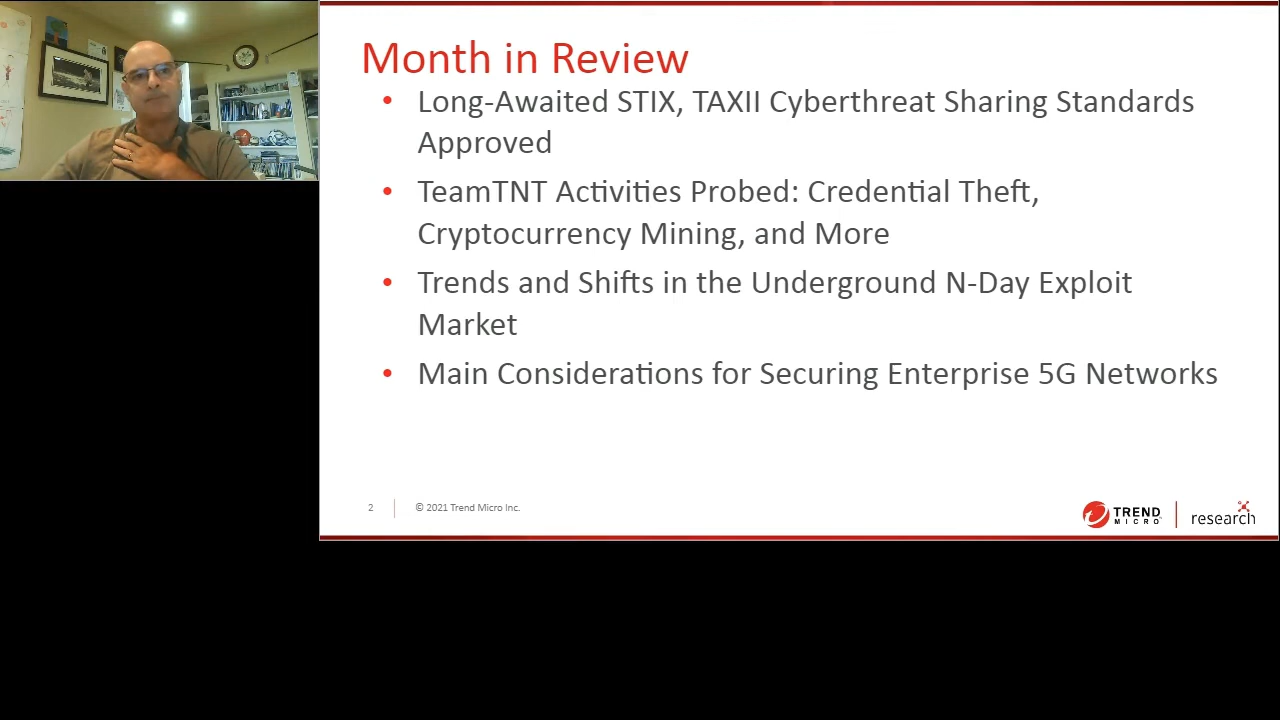 Month in Review
• Long-Awaited STIX, TAXII Cyberthreat Sharing Standards
Approved
• TeamTNT Activities Probed: Credential Theft,
Cryptocurrency Mining, and More
• Trends and Shifts in the Underground N-Day Exploit
Market
• Main Considerations for Securing Enterprise 5G Networks
2
© 2021 Trend Micro Inc.
TREND
MICRO
research